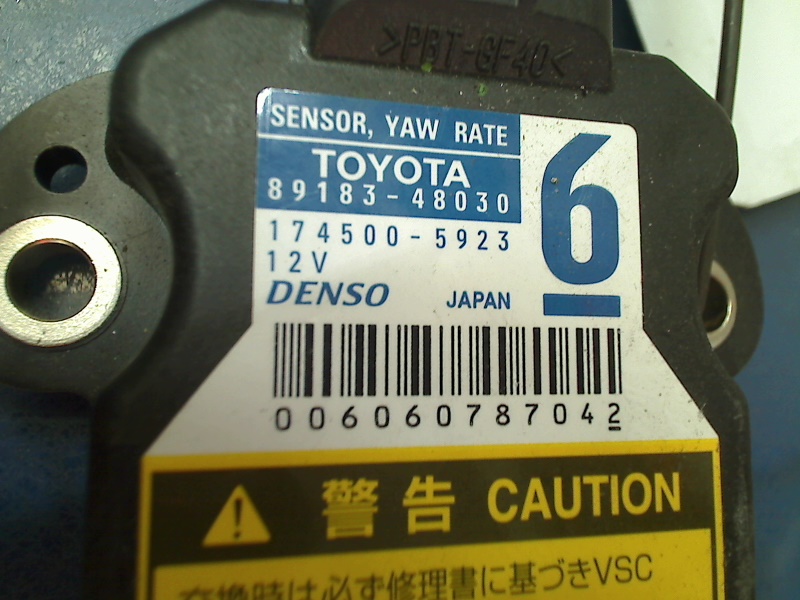 >PBT-GF40<
SENSOR, YAW RATE
TOYOTA
89183-48030
6
174500-5923
12V
DENSO JAPAN
006060787042
警告 CAUTION
交換時は必ず修理書に基づきVSC